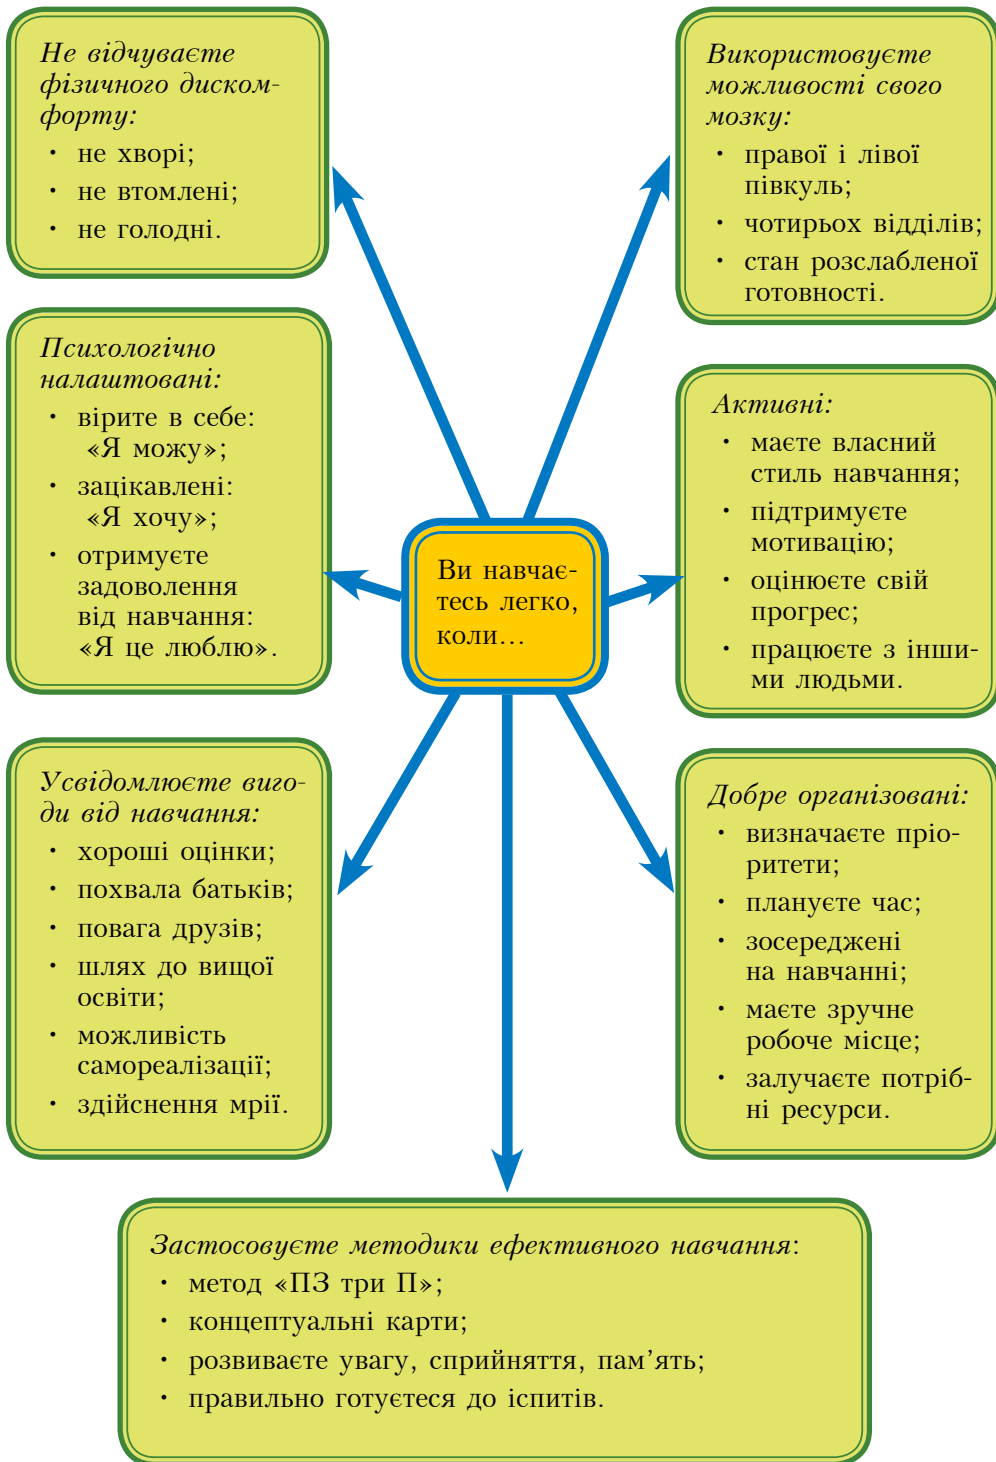 Не відчуваєте
фізичного диском-
форту:
· не хворі;
· не втомлені;
· не голодні.
Використовуєте
можливості свого
мозку:
· правої і лівої
півкуль;
· чотирьох відділів;
· стан розслабленої
готовності.
Психологічно
налаштовані:
· вірите в себе:
«Я можу»;
· зацікавлені:
«Я хочу»;
· отримуєте
задоволення
від навчання:
«Я це люблю».
Активні:
· маєте власний
стиль навчання;
· підтримуєте
мотивацію;
· оцінюєте свій
прогрес;
· працюєте з інши-
ми людьми.
Ви навчає-
тесь легко,
коли...
Усвідомлюєте виго-
ди від навчання:
· хороші оцінки;
· похвала батьків;
· повага друзів;
· шлях до вищої
освіти;
· можливість
самореалізації;
· здійснення мрії.
Добре організовані:
· визначаєте пріо-
ритети;
· плануєте час;
· зосереджені
на навчанні;
· маєте зручне
робоче місце;
· залучаєте потріб-
ні ресурси.
Застосовуєте методики ефективного навчання:
· метод «ПЗ три П»;
· концептуальні карти;
· розвиваєте увагу, сприйняття, пам’ять;
· правильно готуєтеся до іспитів.